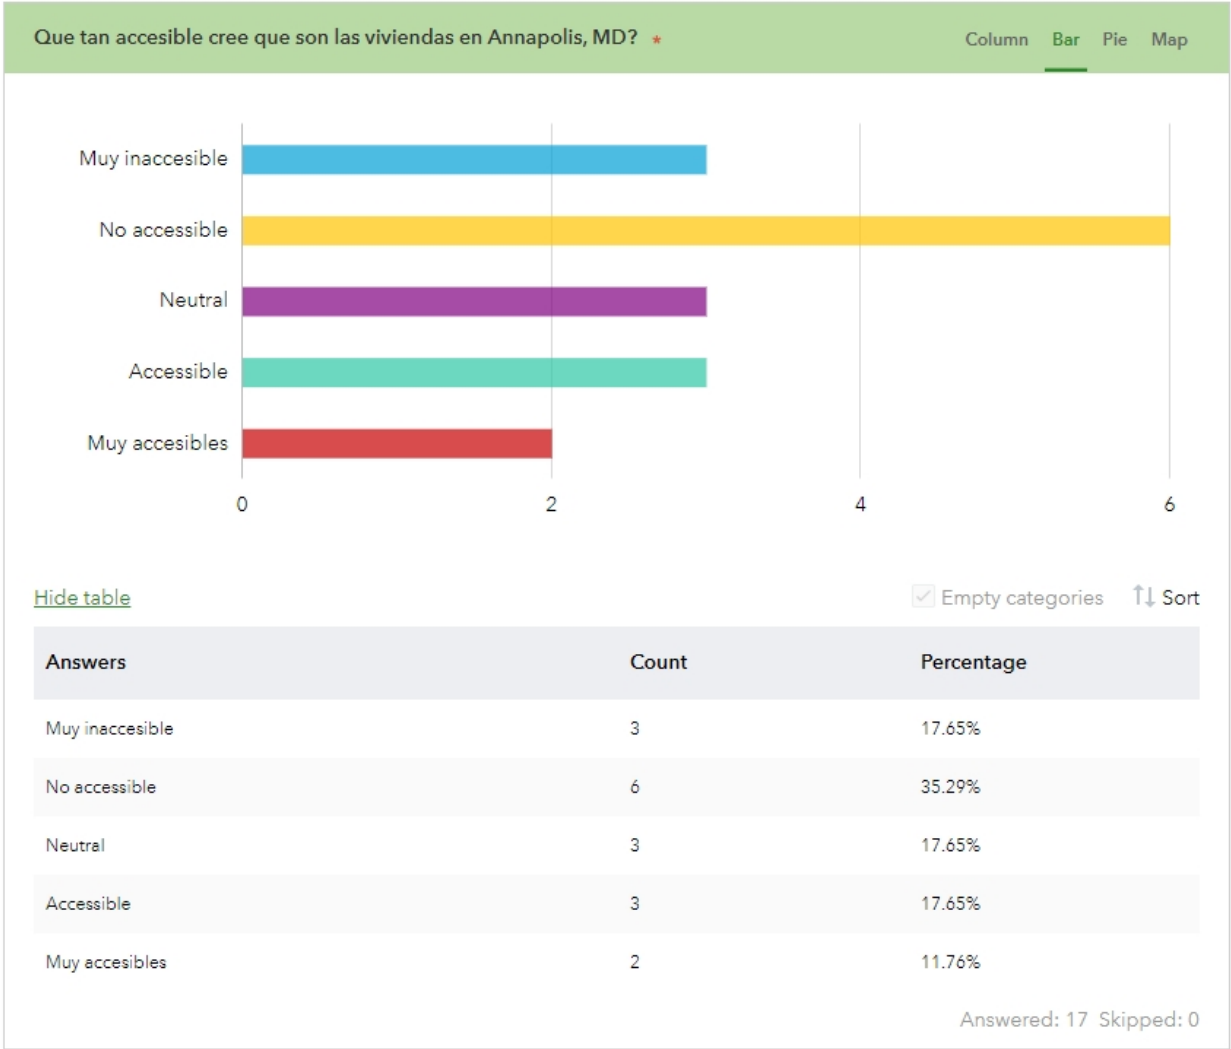 Que tan accesible cree que son las viviendas en Annapolis, MD? *
Column Bar Pie Map
Muy inaccesible
No accessible
Neutral
Accessible
Muy accesibles
0 2 4 6
Hide table
Empty categories Sort
Answers Count Percentage
Muy inaccesible 3 17.65%
No accessible 6 35.29%
Neutral 3 17.65%
Accessible 3 17.65%
Muy accesibles 2 11.76%
Answered: 17 Skipped: 0